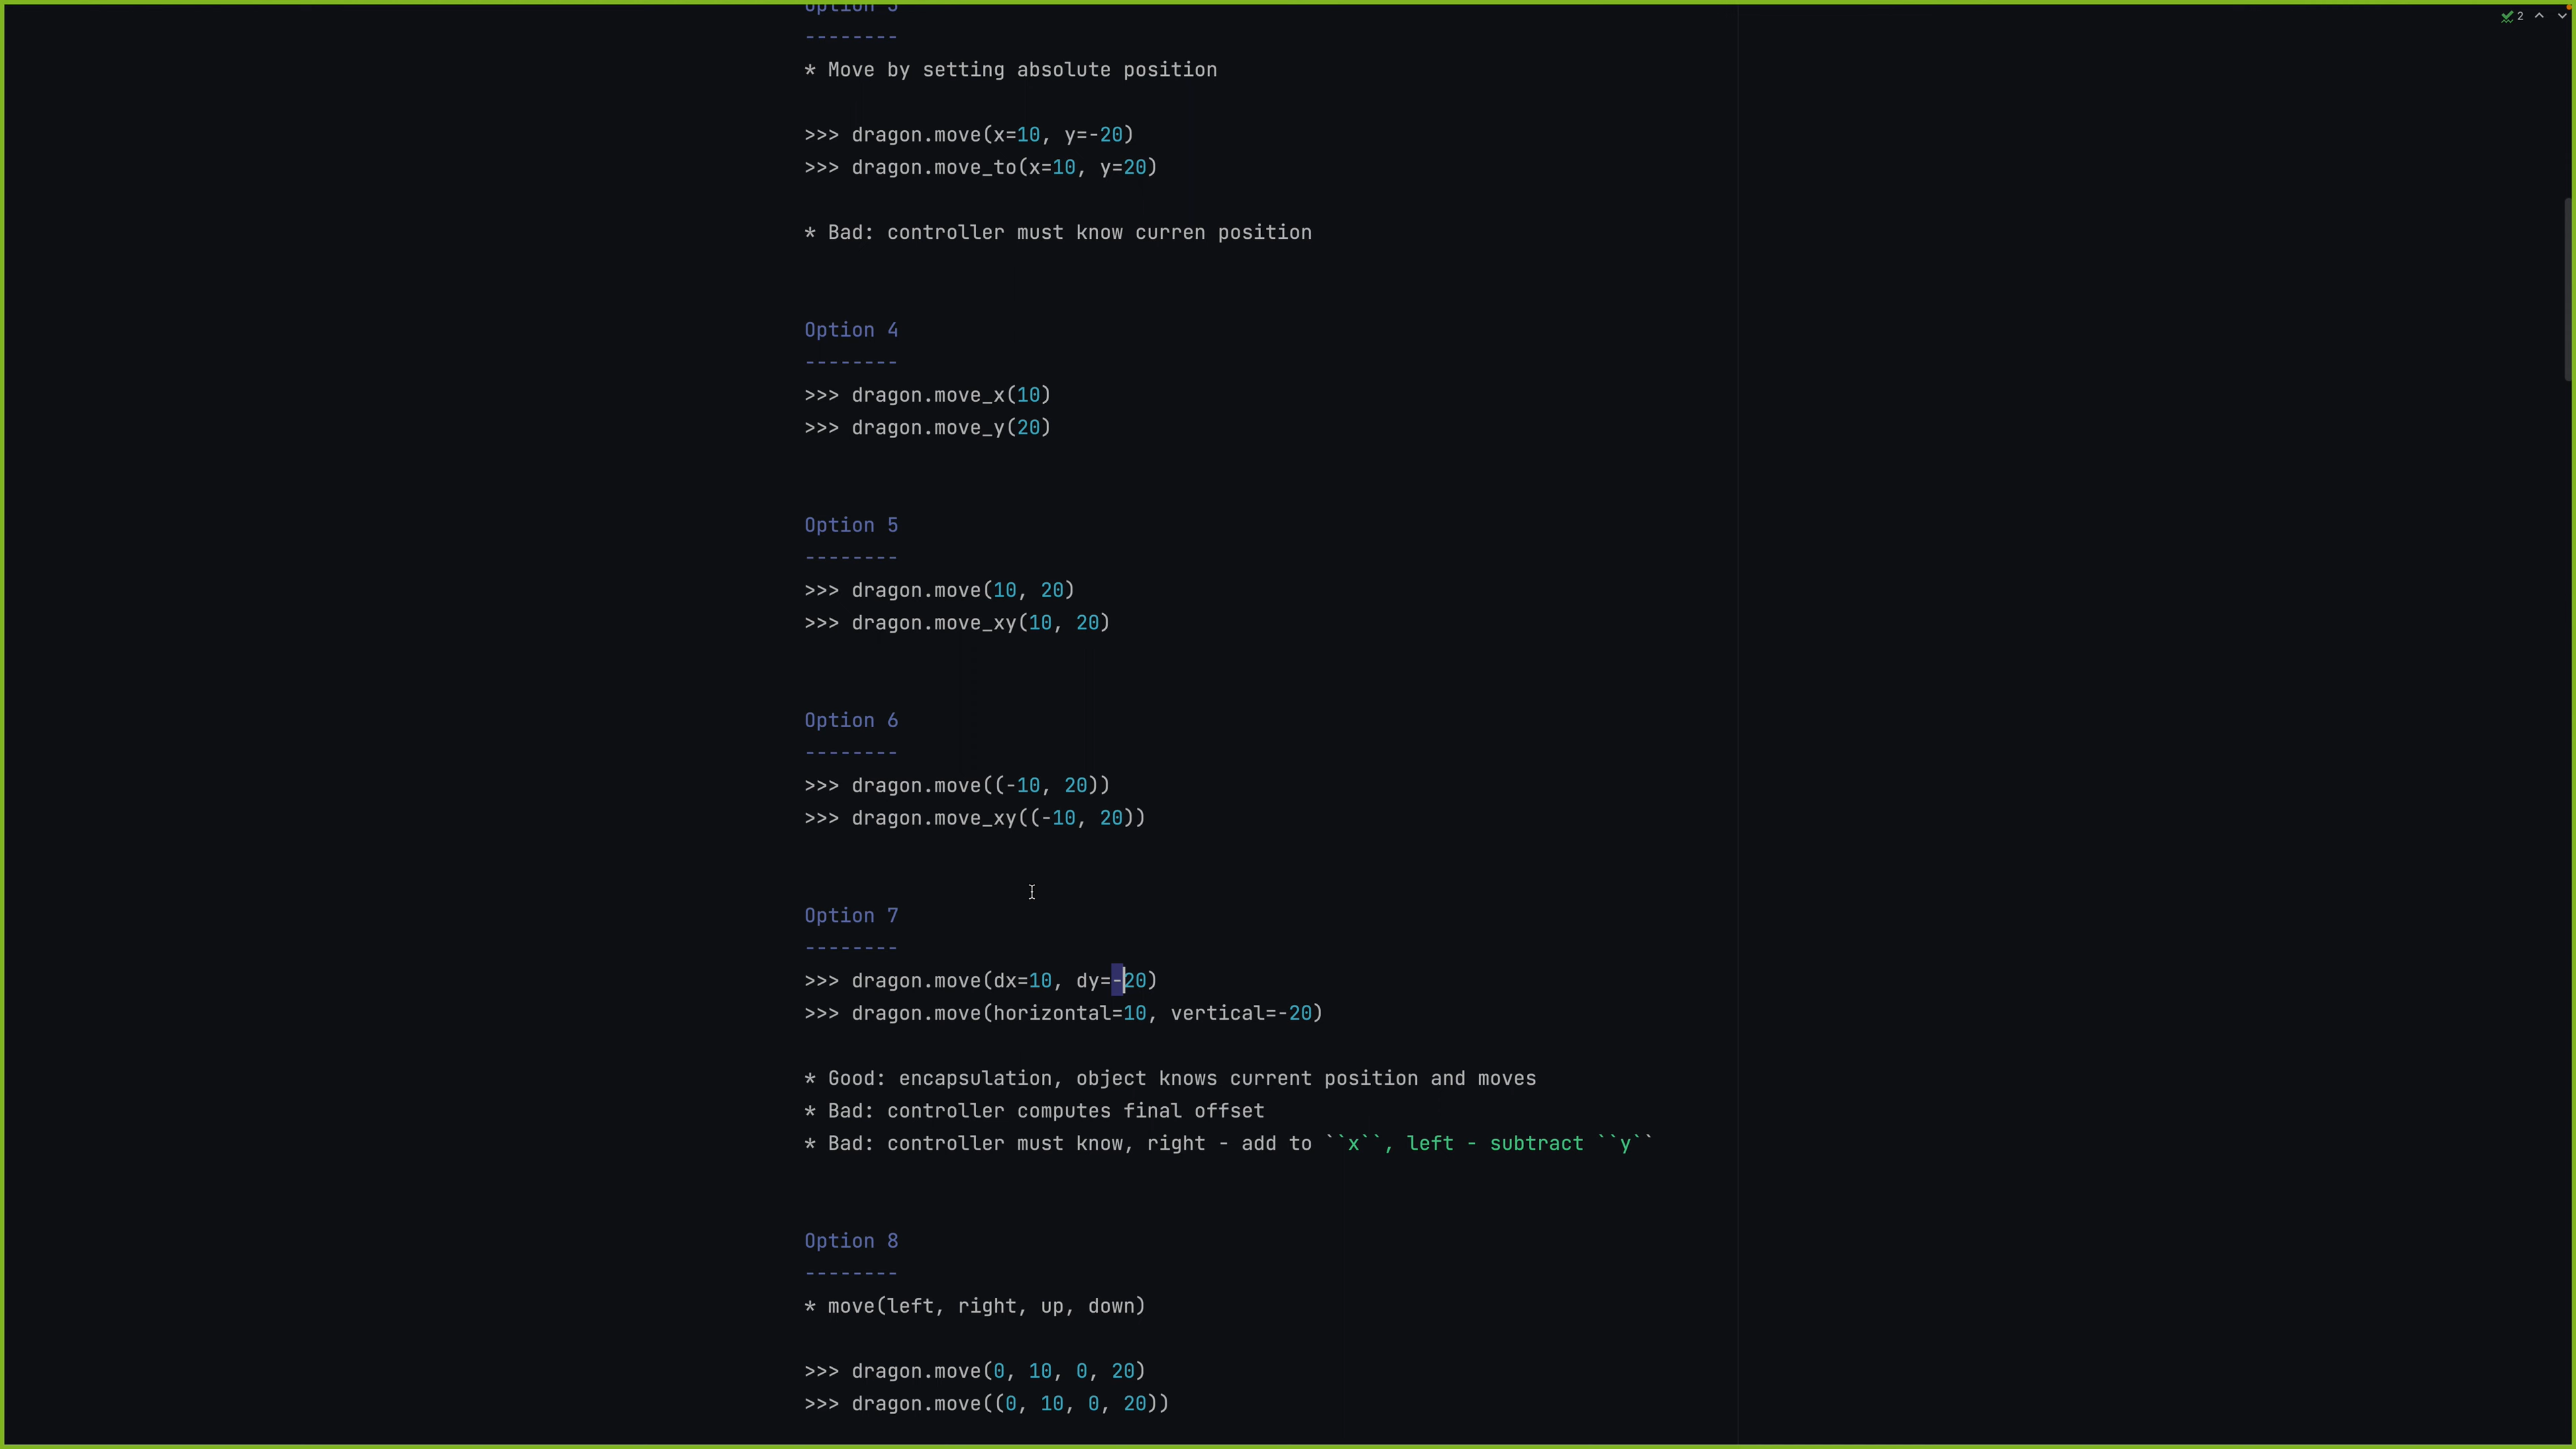 Option 3
--------
* Move by setting absolute position
>>> dragon.move(x=10, y=-20)
>>> dragon.move_to(x=10, y=20)
* Bad: controller must know curren position
Option 4
--------
>>> dragon.move_x(10)
>>> dragon.move_y(20)
Option 5
--------
>>> dragon.move(10, 20)
>>> dragon.move_xy(10, 20)
Option 6
--------
>>> dragon.move((-10, 20))
>>> dragon.move_xy((-10, 20))
Option 7
--------
>>> dragon.move(dx=10, dy=-20)
>>> dragon.move(horizontal=10, vertical=-20)
* Good: encapsulation, object knows current position and moves
* Bad: controller computes final offset
* Bad: controller must know, right - add to ``x``, left - subtract ``y``
Option 8
--------
* move(left, right, up, down)
>>> dragon.move(0, 10, 0, 20)
>>> dragon.move((0, 10, 0, 20))
2